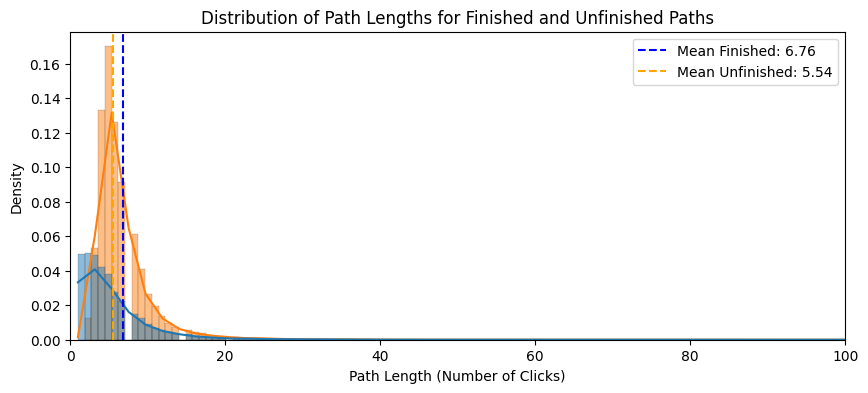 Distribution of Path Lengths for Finished and Unfinished Paths
Mean Finished: 6.76
Mean Unfinished: 5.54
Density
0.16
0.14
0.12
0.10
0.08
0.06
0.04
0.02
0.00
0 20 40 60 80 100
Path Length (Number of Clicks)